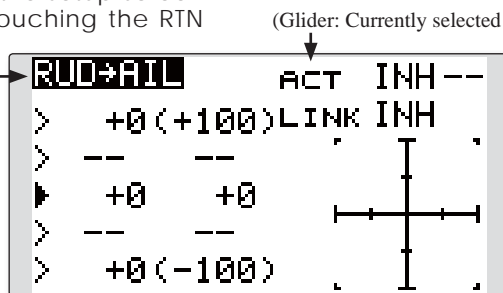 ouching the RTN
(Glider: Currently selected
RUD→AIL ACT INH --
> +0(+100) LINK INH
> -- --
▶ +0 +0
> -- --
> +0(-100)